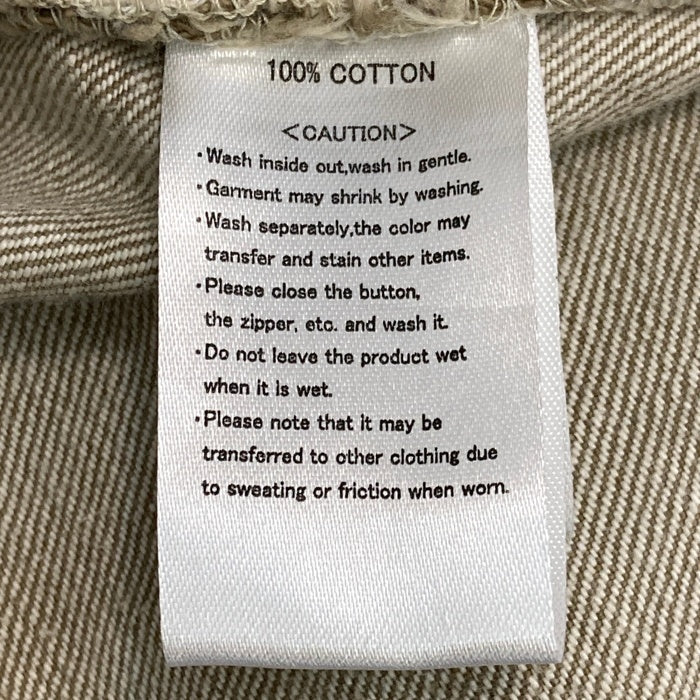 100% COTTON
<CAUTION>
・Wash inside out,wash in gentle.
・Garment may shrink by washing.
・Wash separately,the color may
transfer and stain other items.
・Please close the button,
the zipper, etc. and wash it.
・Do not leave the product wet
when it is wet.
・Please note that it may be
transferred to other clothing due
to sweating or friction when worn.